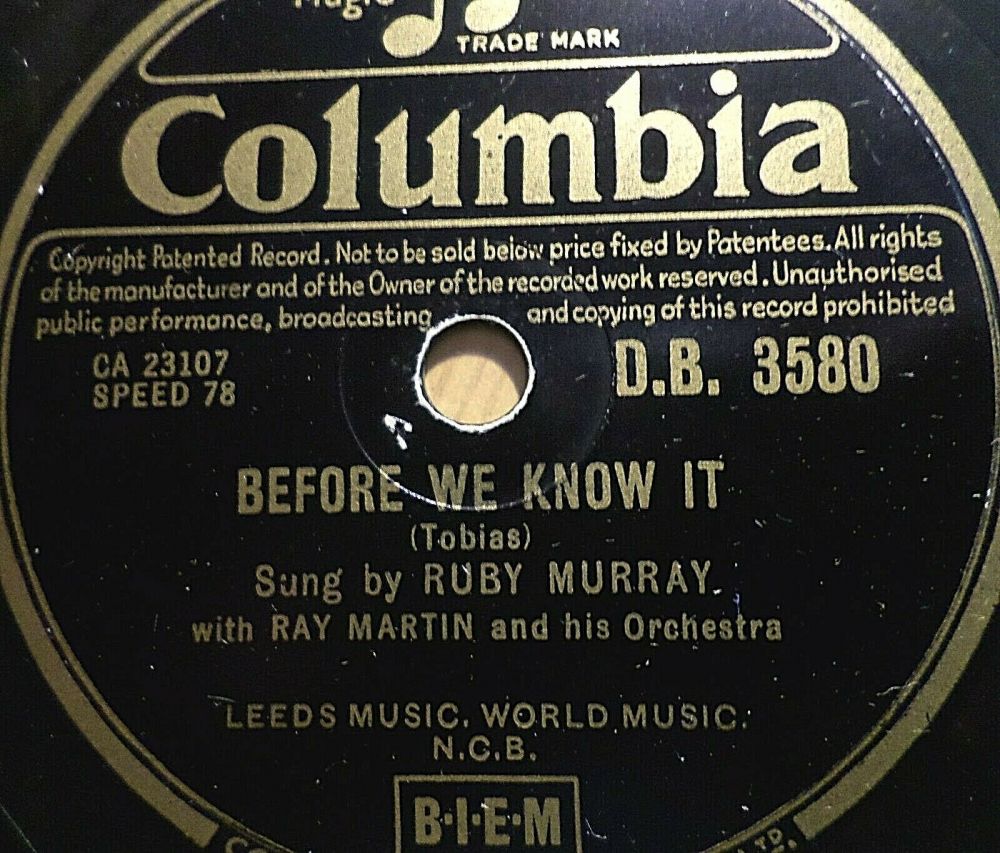 TRADE MARK
Columbia
Copyright Patented Record. Not to be sold below price fixed by Patentees. All rights
of the manufacturer and of the Owner of the recorded work reserved. Unauthorised
public performance, broadcasting and copying of this record prohibited
CA 23107
SPEED 78
D.B. 3580
BEFORE WE KNOW IT
(Tobias)
Sung by RUBY MURRAY.
with RAY MARTIN and his Orchestra
LEEDS MUSIC. WORLD MUSIC.
N.C.B.
B·I·E·M